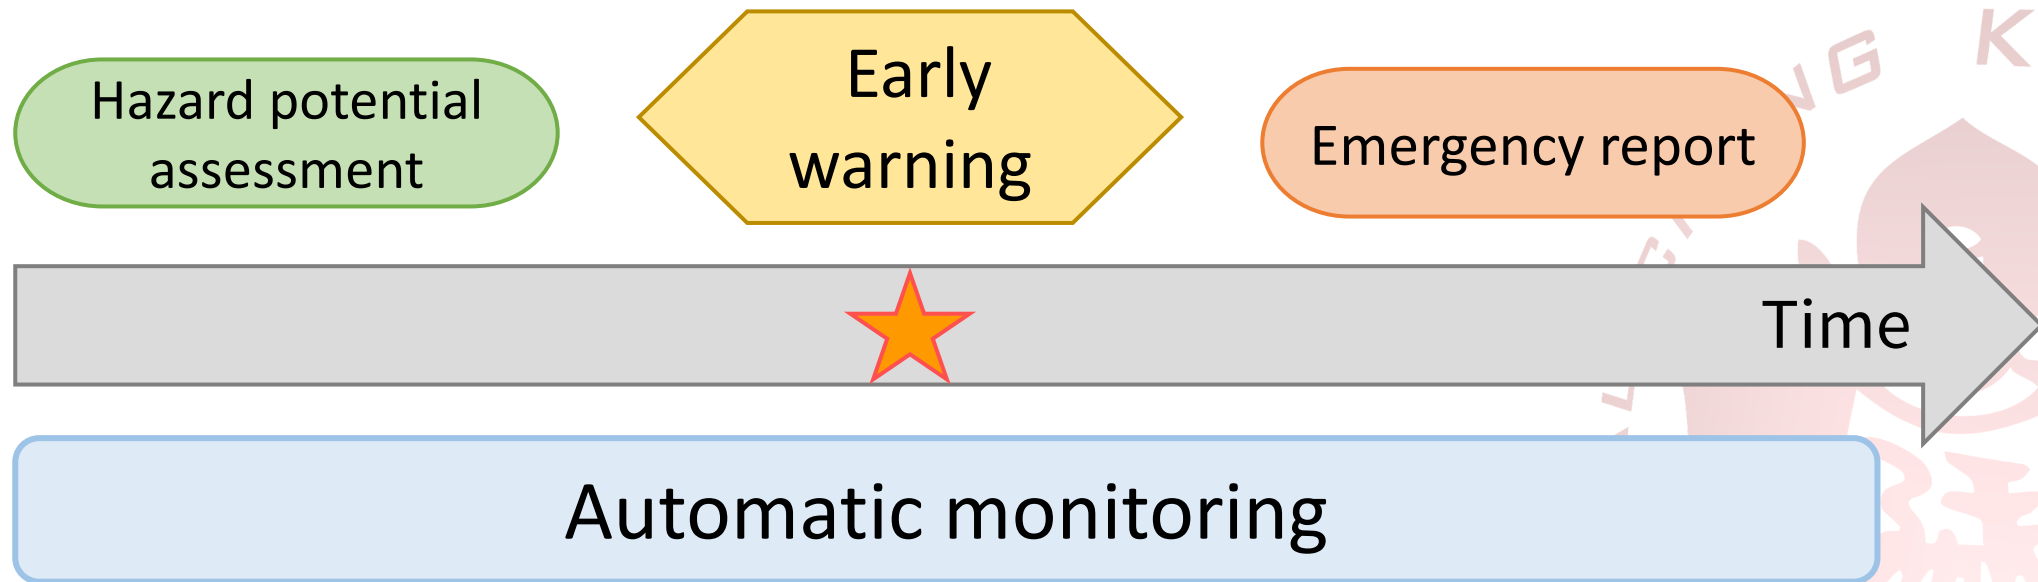 Hazard potential
assessment
Early
warning
Emergency report
Time
Automatic monitoring